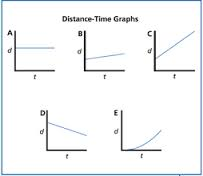 Distance-Time Graphs
A B C
d d d
t t t
D E
d d
t t